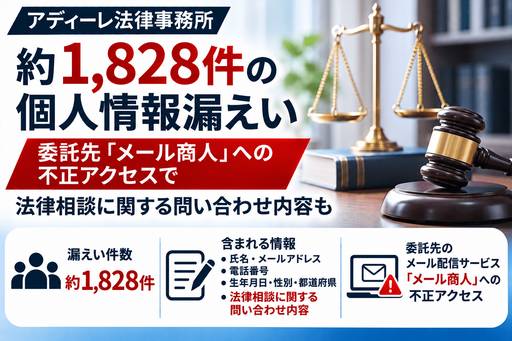 アディーレ法律事務所
約1,828件の
個人情報漏えい
委託先「メール商人」への
不正アクセスで
法律相談に関する問い合わせ内容も
漏えい件数
約1,828件
含まれる情報
• 氏名・メールアドレス
• 電話番号
• 生年月日・性別・都道府県
• 法律相談に関する
問い合わせ内容
委託先の
メール配信サービス
「メール商人」への
不正アクセス